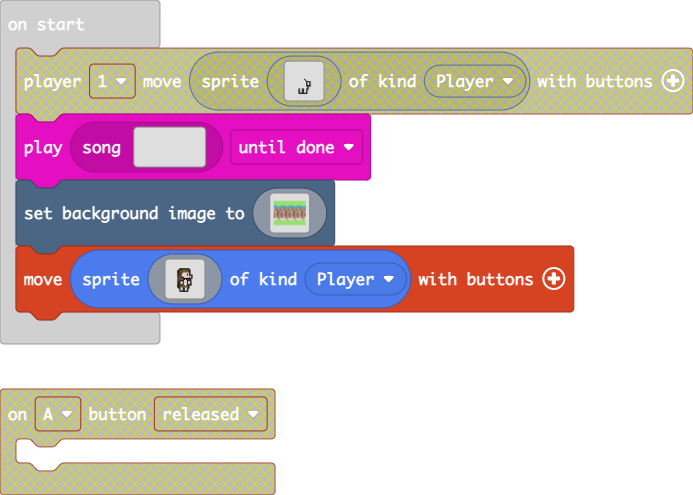 on start
player 1 move sprite of kind Player with buttons
play song until done
set background image to
move sprite of kind Player with buttons
on A button released